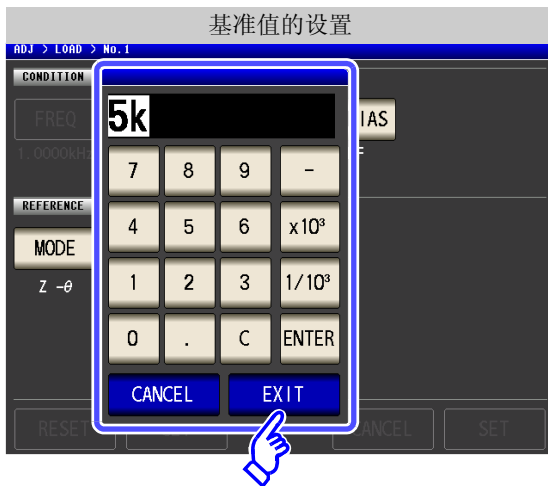 基准值的设置
ADJ > LOAD > No.1
CONDITION
FREQ
IAS
1.0000kHz
5k
7 8 9 -
REFERENCE
4 5 6 x10³
MODE
Z -θ
1 2 3 1/10³
0 . C ENTER
CANCEL EXIT
RESET CANCEL SET